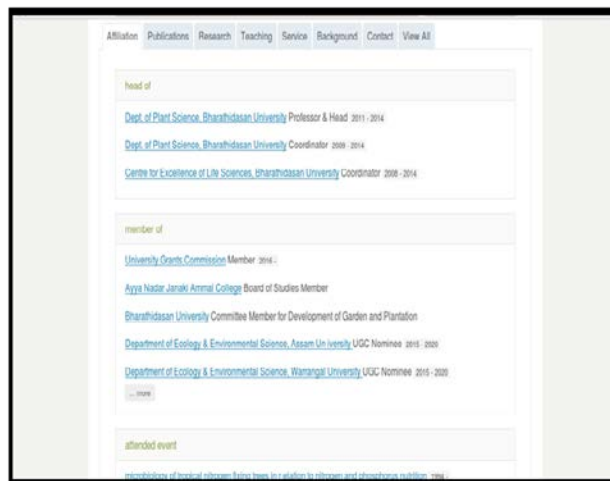 Affiliation Publications Research Teaching Service Background Contact View All
head of
Dept. of Plant Science, Bharathidasan University Professor & Head 2011 - 2014
Dept. of Plant Science, Bharathidasan University Coordinator 2009 - 2014
Centre for Excellence of Life Sciences, Bharathidasan University Coordinator 2008 - 2014
member of
University Grants Commission Member 2016 -
Ayya Nadar Janaki Ammal College Board of Studies Member
Bharathidasan University Committee Member for Development of Garden and Plantation
Department of Ecology & Environmental Science, Assam Un iversity UGC Nominee 2015 - 2020
Department of Ecology & Environmental Science, Warrangal University UGC Nominee 2015 - 2020
... more
attended event
microbiology of tropical nitrogen fixing trees in r elation to nitrogen and phosphorus nutrition 1994 -